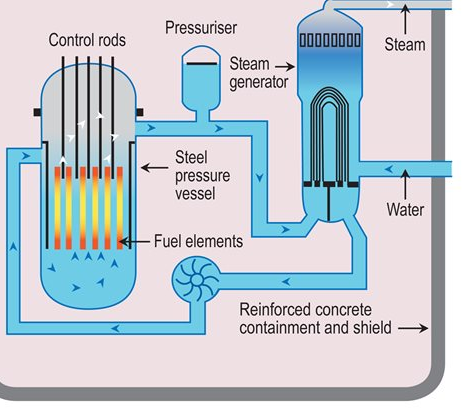 Pressuriser
Control rods
Steam
Steam
generator
Steel
pressure
vessel
Water
Fuel elements
Reinforced concrete
containment and shield